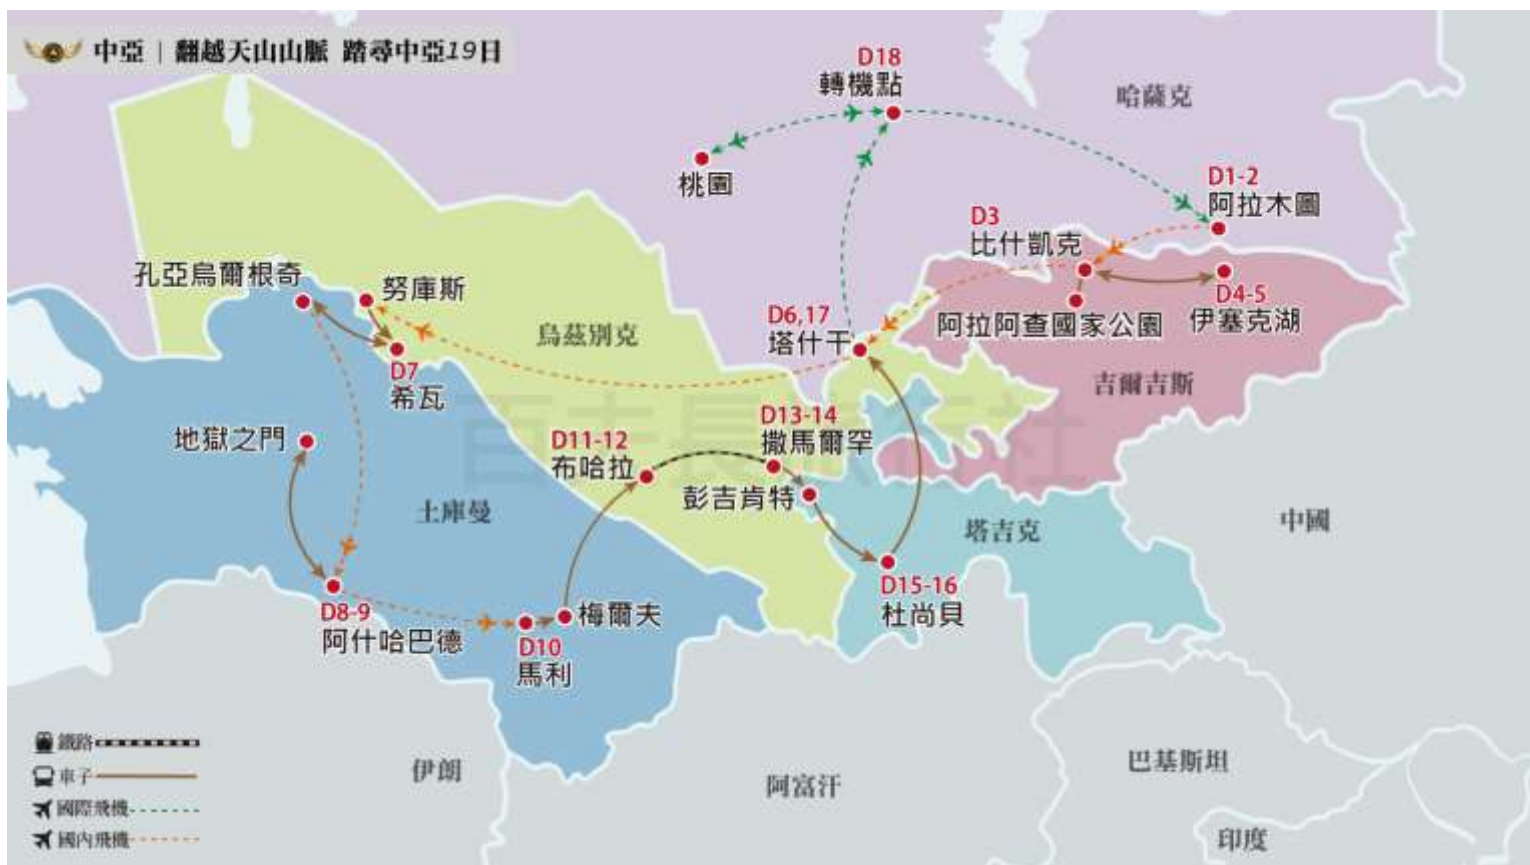 中亞｜翻越天山山脈 踏尋中亞19日
D18
轉機點
哈薩克
桃園
D1-2
阿拉木圖
D3
比什凱克
孔亞烏爾根奇
努庫斯
D4-5
伊塞克湖
阿拉阿查國家公園
D6,17
塔什干
烏茲別克
D7
希瓦
吉爾吉斯
地獄之門
D11-12
布哈拉
D13-14
撒馬爾罕
彭吉肯特
土庫曼
塔吉克
中國
D15-16
杜尚貝
D8-9
阿什哈巴德
梅爾夫
D10
馬利
鐵路
車子
國際飛機
國內飛機
伊朗
阿富汗
巴基斯坦
印度